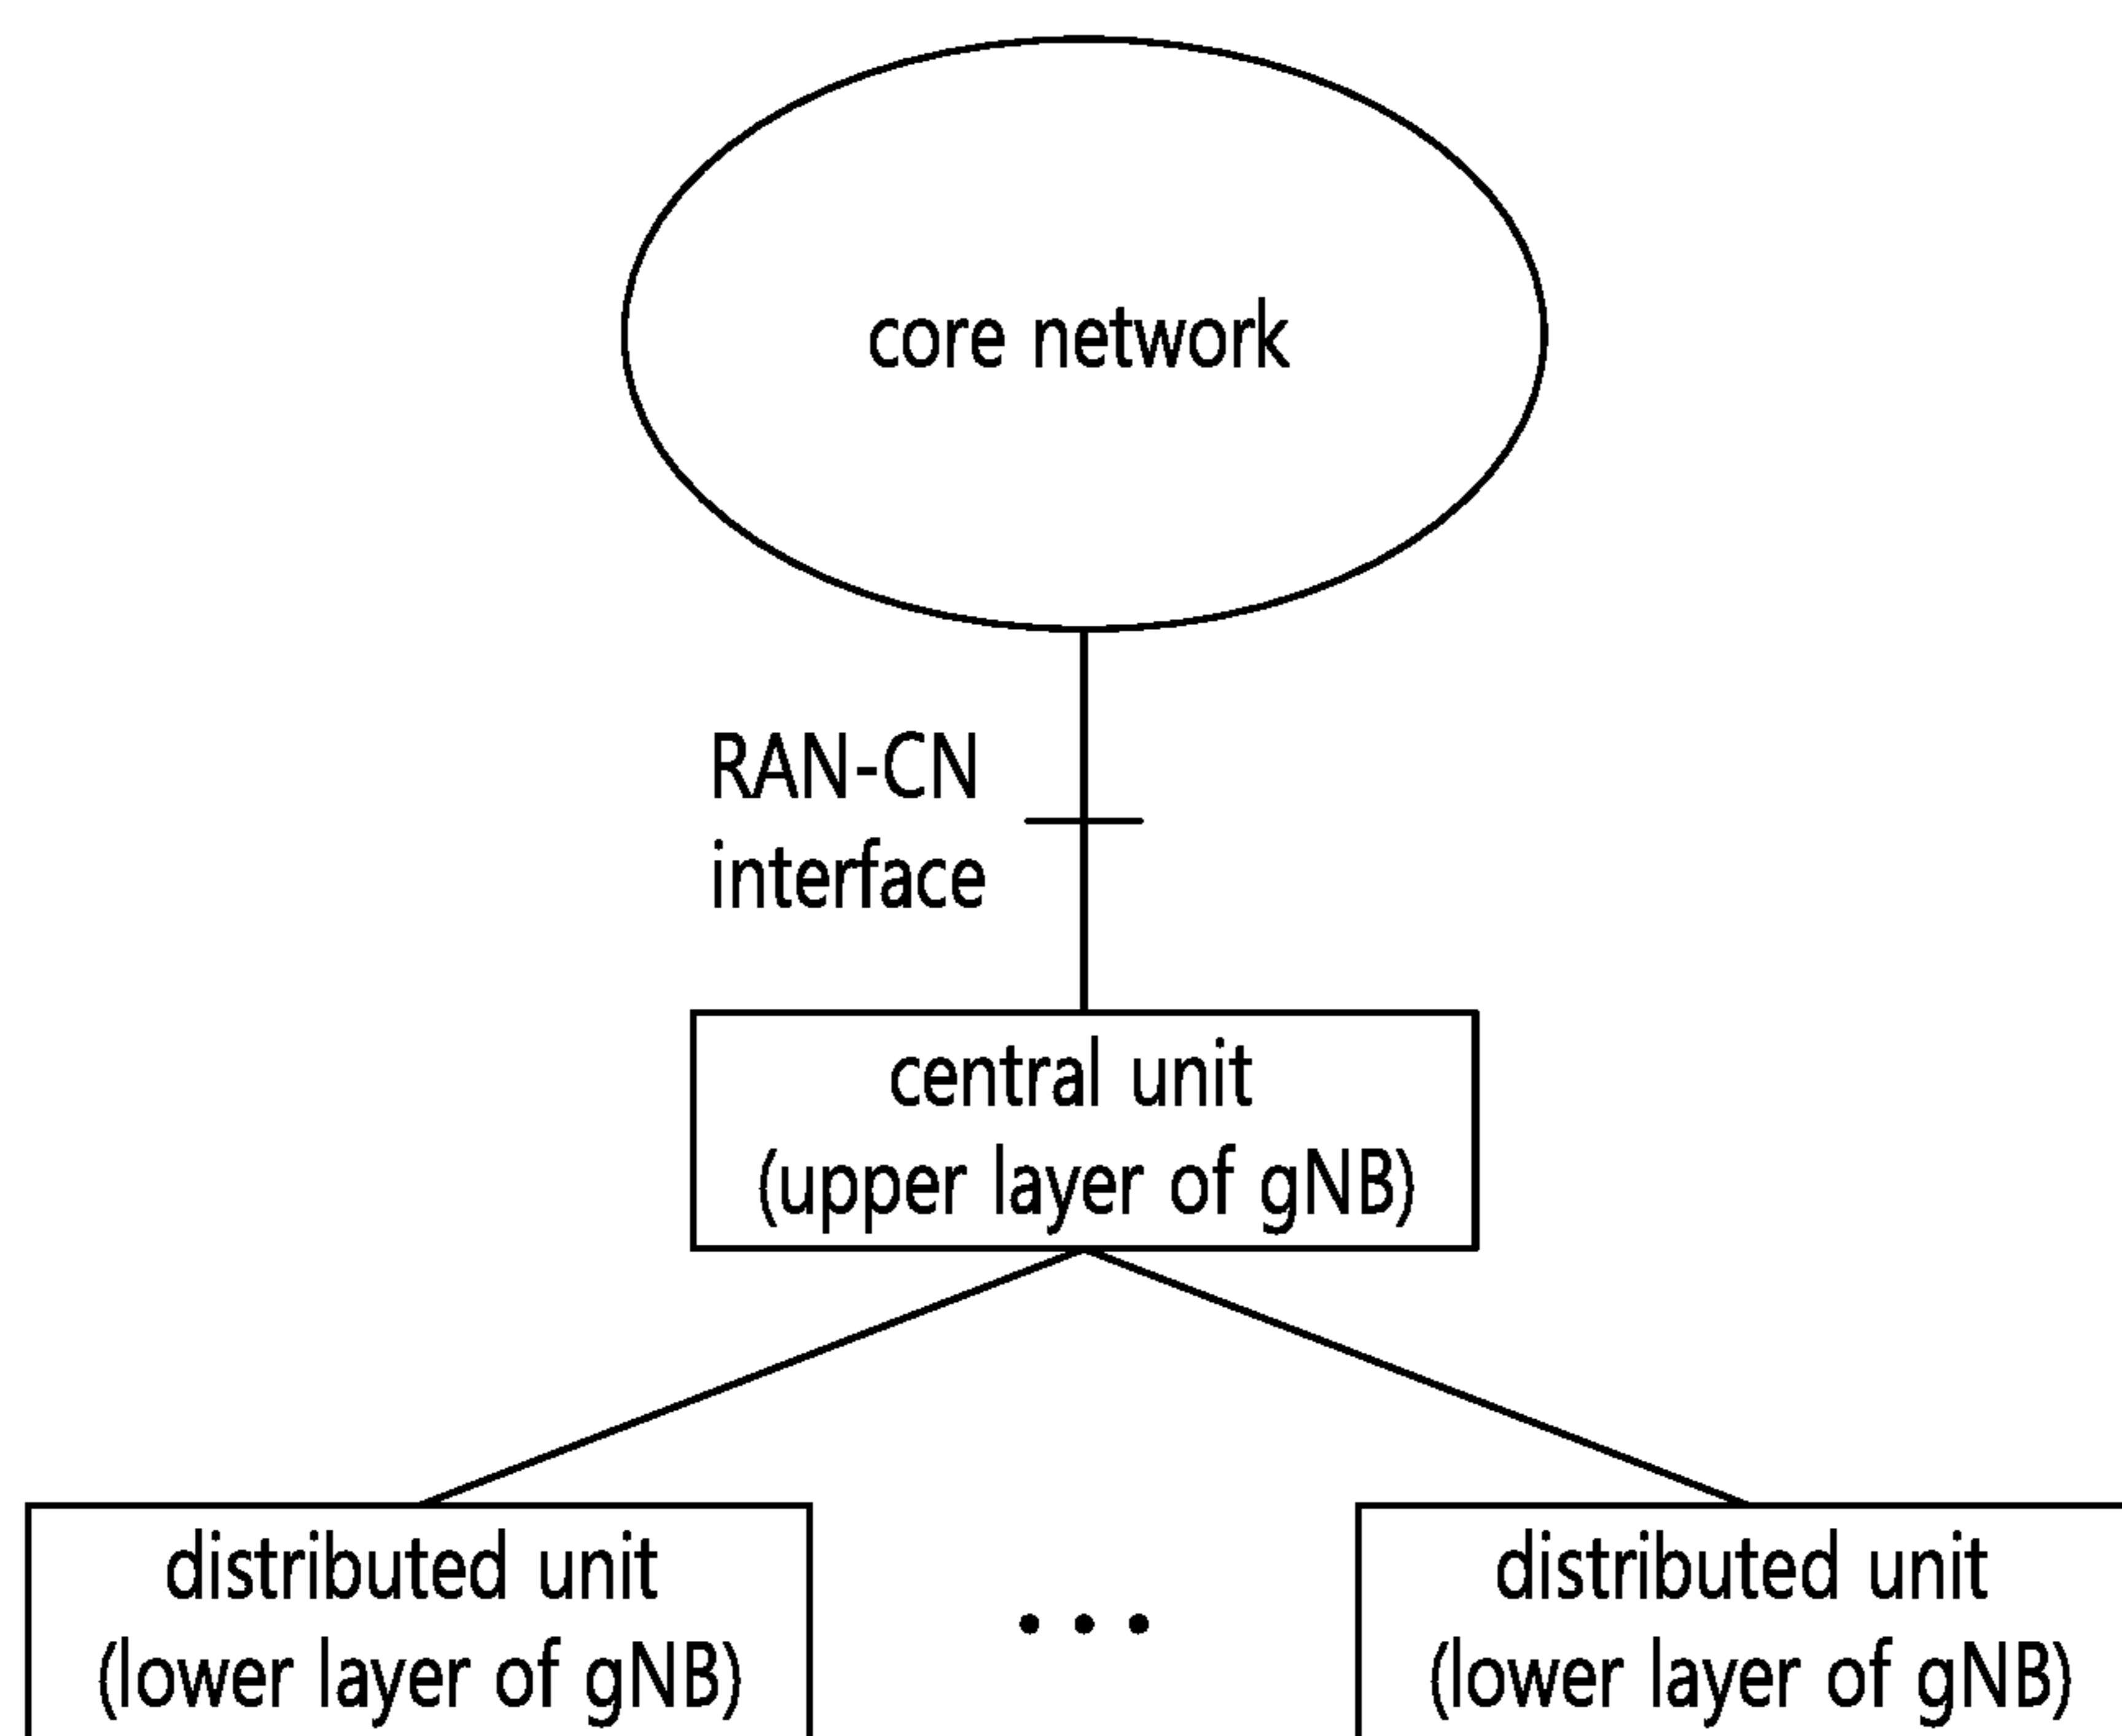 core network
RAN-CN
interface
central unit
(upper layer of gNB)
distributed unit
(lower layer of gNB)
• • •
distributed unit
(lower layer of gNB)